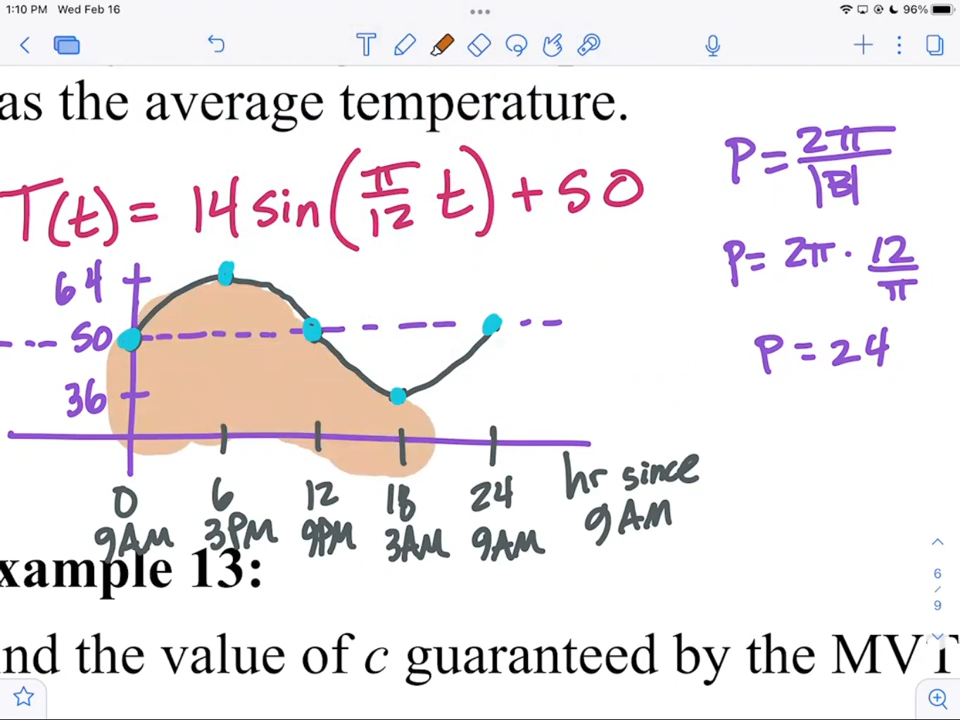 1:10 PM Wed Feb 16 96%
as the average temperature.
T(t) = 14 sin(π/12 t) + 50
P = 2π/|B|
P = 2π · 12/π
P = 24
64
50
36
0 6 12 18 24 hr since
9AM 3PM 9PM 3AM 9AM 9AM
xample 13:
6
/
9
nd the value of c guaranteed by the MVT